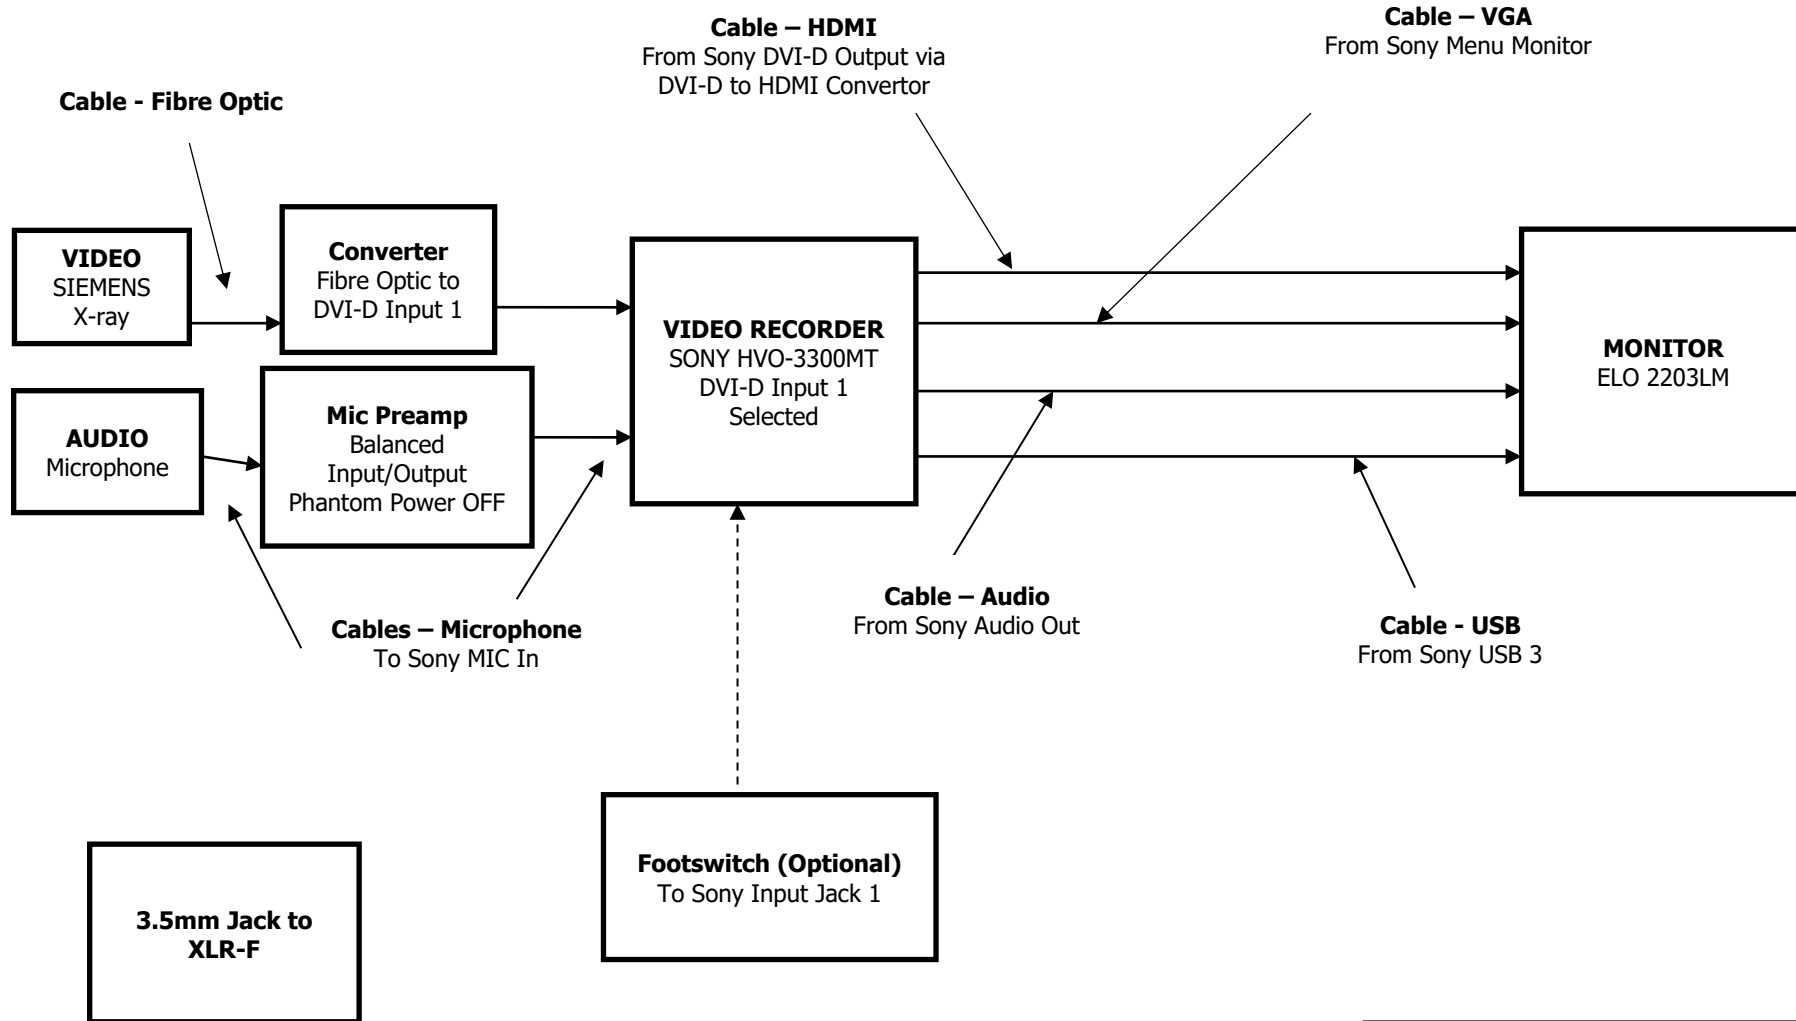 Cable – HDMI
From Sony DVI-D Output via
DVI-D to HDMI Convertor
Cable – VGA
From Sony Menu Monitor
Cable - Fibre Optic
VIDEO
SIEMENS
X-ray
Converter
Fibre Optic to
DVI-D Input 1
VIDEO RECORDER
SONY HVO-3300MT
DVI-D Input 1
Selected
MONITOR
ELO 2203LM
AUDIO
Microphone
Mic Preamp
Balanced
Input/Output
Phantom Power OFF
Cables – Microphone
To Sony MIC In
Cable – Audio
From Sony Audio Out
Cable - USB
From Sony USB 3
Footswitch (Optional)
To Sony Input Jack 1
3.5mm Jack to
XLR-F